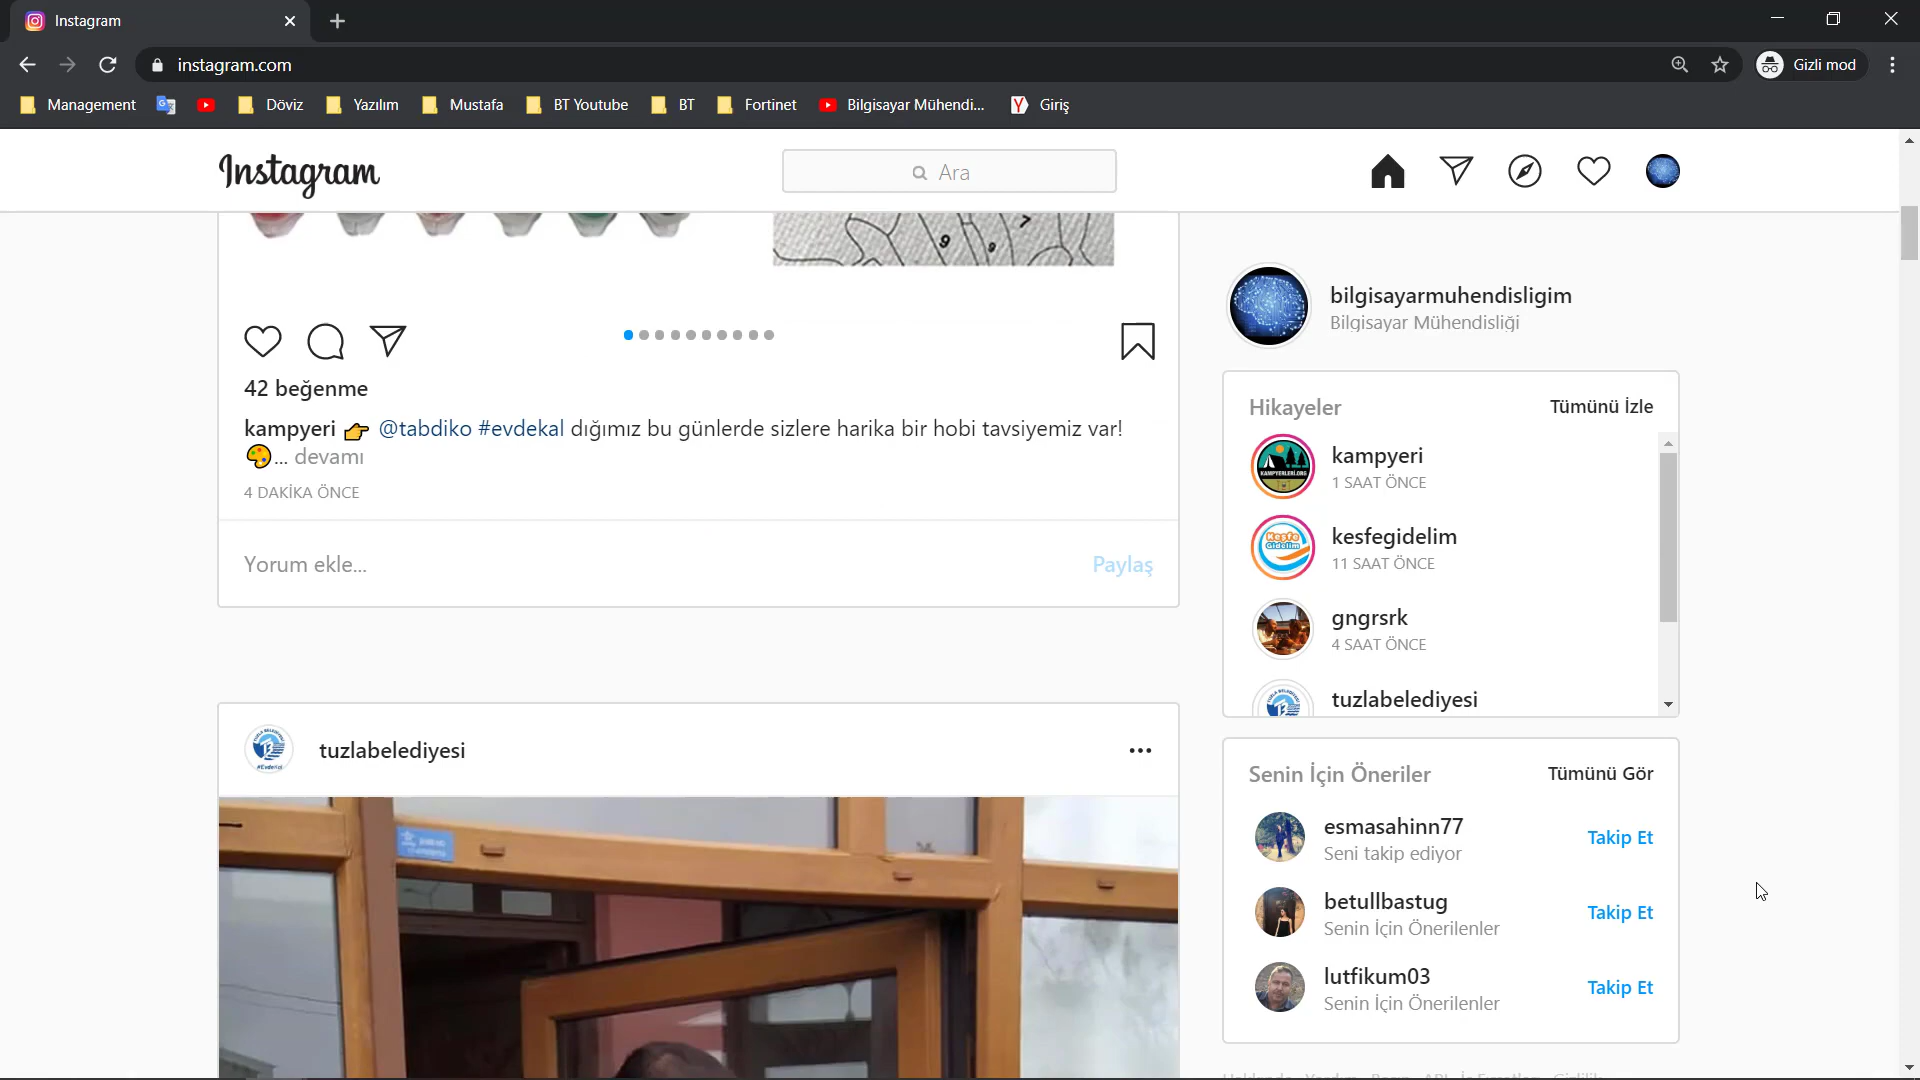 Instagram
instagram.com
Gizli mod
Management
Döviz
Yazılım
Mustafa
BT Youtube
BT
Fortinet
Bilgisayar Mühendi...
Giriş
Instagram
Ara
9
9
7
42 beğenme
kampyeri 👉 @tabdiko #evdekal dığımız bu günlerde sizlere harika bir hobi tavsiyemiz var!
🎨... devamı
4 DAKİKA ÖNCE
Yorum ekle...
Paylaş
tuzlabelediyesi
bilgisayarmuhendisligim
Bilgisayar Mühendisliği
Hikayeler
Tümünü İzle
kampyeri
1 SAAT ÖNCE
kesfegidelim
11 SAAT ÖNCE
gngrsrk
4 SAAT ÖNCE
tuzlabelediyesi
Senin İçin Öneriler
Tümünü Gör
esmasahinn77
Seni takip ediyor
Takip Et
betullbastug
Senin İçin Önerilenler
Takip Et
lutfikum03
Senin İçin Önerilenler
Takip Et